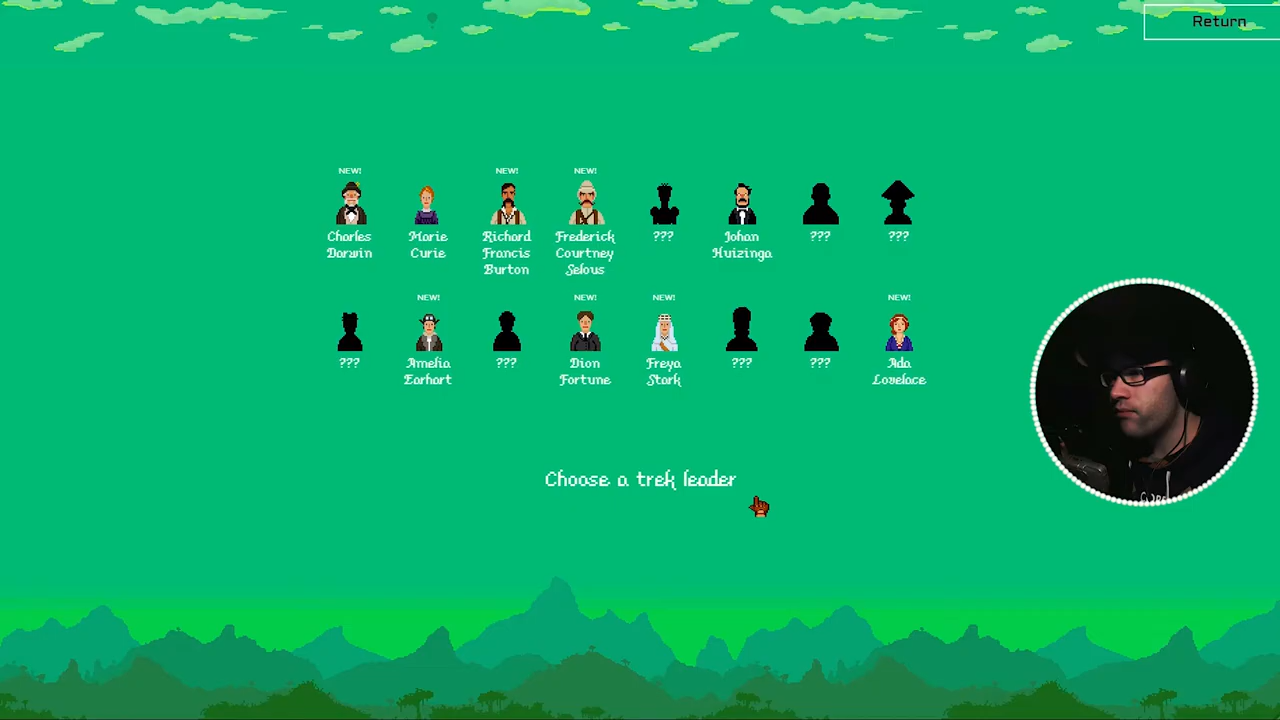 Return
NEW!
NEW!
NEW!
Charles
Darwin
Marie
Curie
Richard
Francis
Burton
Frederick
Courtney
Selous
???
Johan
Huizinga
???
???
NEW!
NEW!
NEW!
NEW!
???
Amelia
Earhart
???
Dion
Fortune
Freya
Stark
???
???
Ada
Lovelace
Choose a trek leader